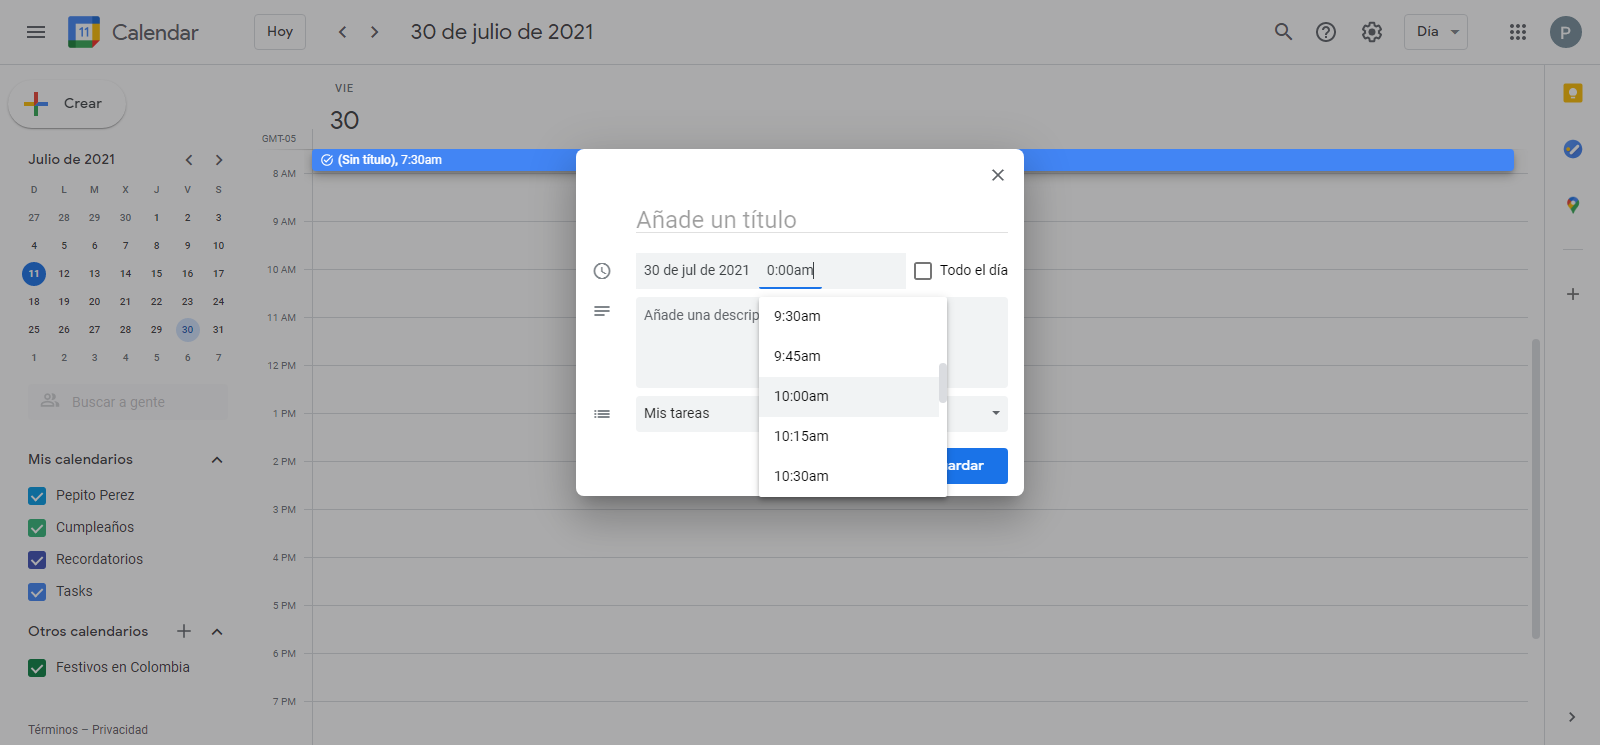 11 Calendar Hoy 30 de julio de 2021 Día P
Crear
VIE
30
GMT-05
Julio de 2021
D L M X J V S
27 28 29 30 1 2 3
4 5 6 7 8 9 10
11 12 13 14 15 16 17
18 19 20 21 22 23 24
25 26 27 28 29 30 31
1 2 3 4 5 6 7
Buscar a gente
Mis calendarios
Pepito Perez
Cumpleaños
Recordatorios
Tasks
Otros calendarios
Festivos en Colombia
Términos – Privacidad
(Sin título), 7:30am
8 AM
9 AM
10 AM
11 AM
12 PM
1 PM
2 PM
3 PM
4 PM
5 PM
6 PM
7 PM
Añade un título
30 de jul de 2021 0:00am Todo el día
Añade una descrip
9:30am
9:45am
10:00am
10:15am
10:30am
Mis tareas
ardar